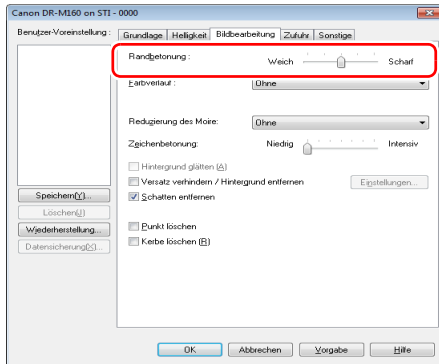 Canon DR-M160 on STI - 0000
Benutzer-Voreinstellung :
Grundlage Helligkeit Bildbearbeitung Zufuhr Sonstige
Randbetonung :
Weich Scharf
Farbverlauf :
Ohne
Reduzierung des Moire:
Ohne
Zeichenbetonung:
Niedrig Intensiv
Hintergrund glätten (A)
Versatz verhindern / Hintergrund entfernen
Einstellungen...
Schatten entfernen
Punkt löschen
Kerbe löschen (R)
Speichern(Y)...
Löschen(J)
Wiederherstellung...
Datensicherung(X)...
OK Abbrechen Vorgabe Hilfe